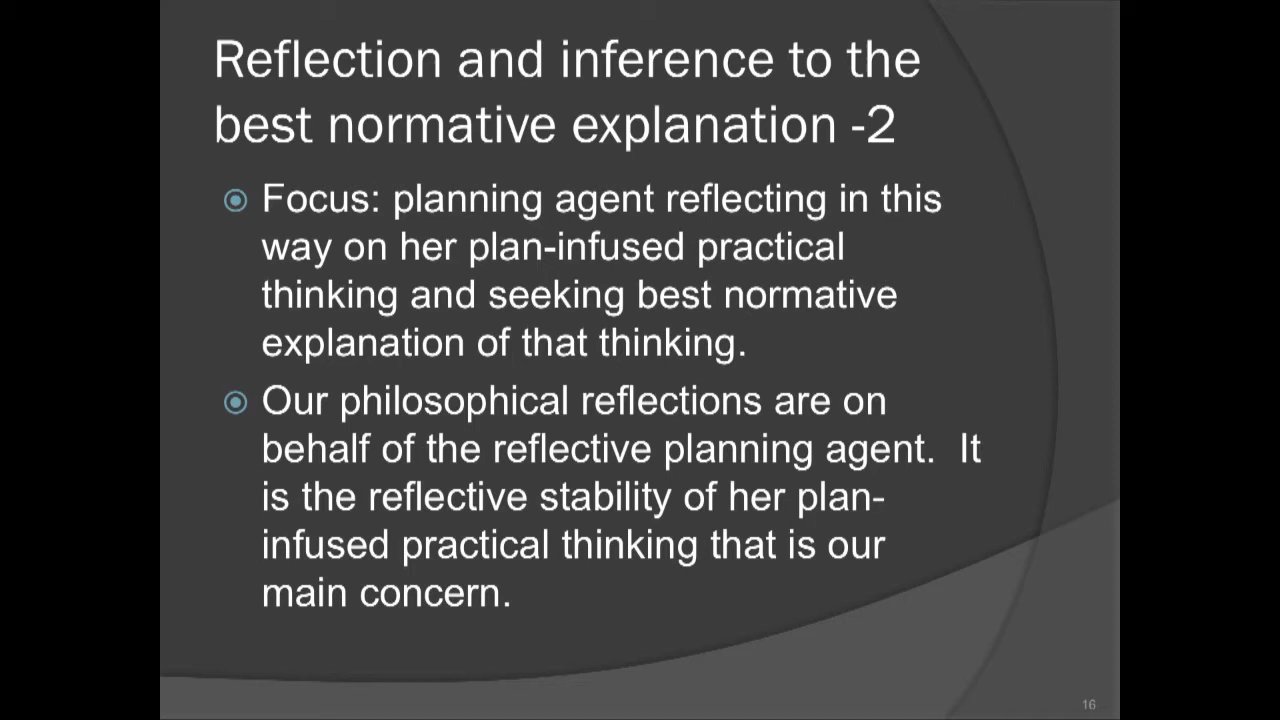 Reflection and inference to the
best normative explanation -2
Focus: planning agent reflecting in this
way on her plan-infused practical
thinking and seeking best normative
explanation of that thinking.
Our philosophical reflections are on
behalf of the reflective planning agent.  It
is the reflective stability of her plan-
infused practical thinking that is our
main concern.
16